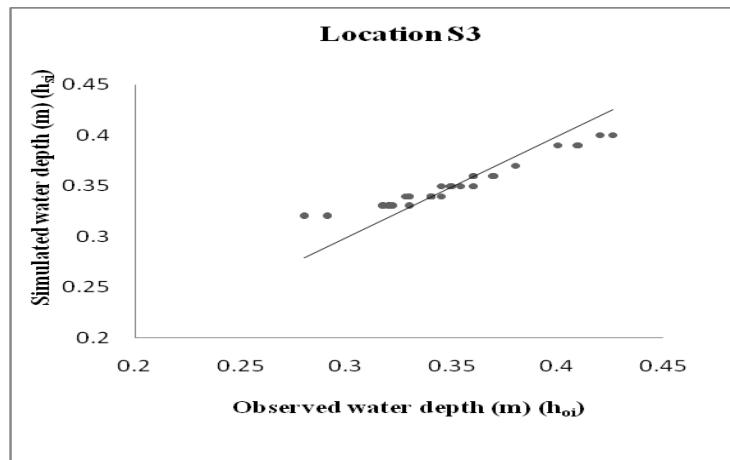 Location S3
Simulated water depth (m) (hsi)
0.45
0.4
0.35
0.3
0.25
0.2
0.2 0.25 0.3 0.35 0.4 0.45
Observed water depth (m) (hoi)